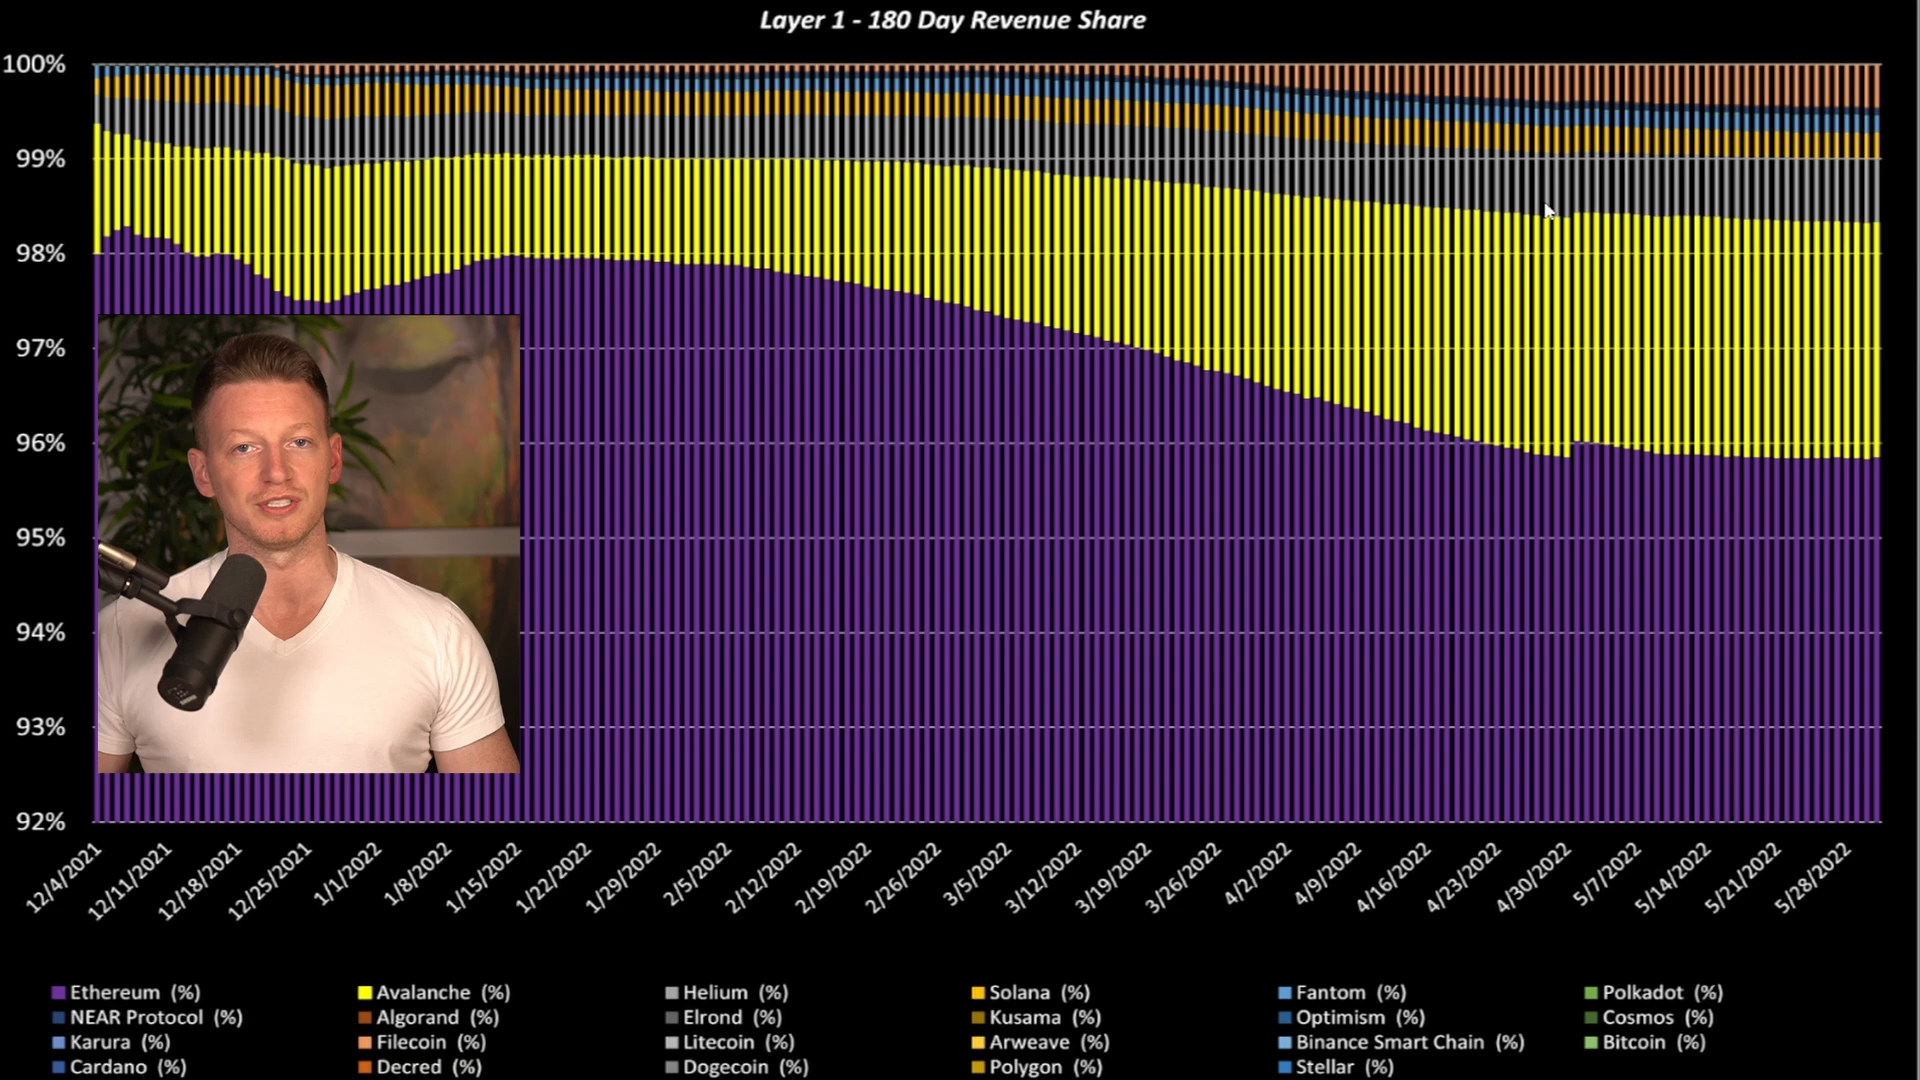 Layer 1 - 180 Day Revenue Share
100%
99%
98%
97%
96%
95%
94%
93%
92%
12/4/2021 12/11/2021 12/18/2021 12/25/2021 1/1/2022 1/8/2022 1/15/2022 1/22/2022 1/29/2022 2/5/2022 2/12/2022 2/19/2022 2/26/2022 3/5/2022 3/12/2022 3/19/2022 3/26/2022 4/2/2022 4/9/2022 4/16/2022 4/23/2022 4/30/2022 5/7/2022 5/14/2022 5/21/2022 5/28/2022
Ethereum (%) Avalanche (%) Helium (%) Solana (%) Fantom (%) Polkadot (%)
NEAR Protocol (%) Algorand (%) Elrond (%) Kusama (%) Optimism (%) Cosmos (%)
Karura (%) Filecoin (%) Litecoin (%) Arweave (%) Binance Smart Chain (%) Bitcoin (%)
Cardano (%) Decred (%) Dogecoin (%) Polygon (%) Stellar (%)